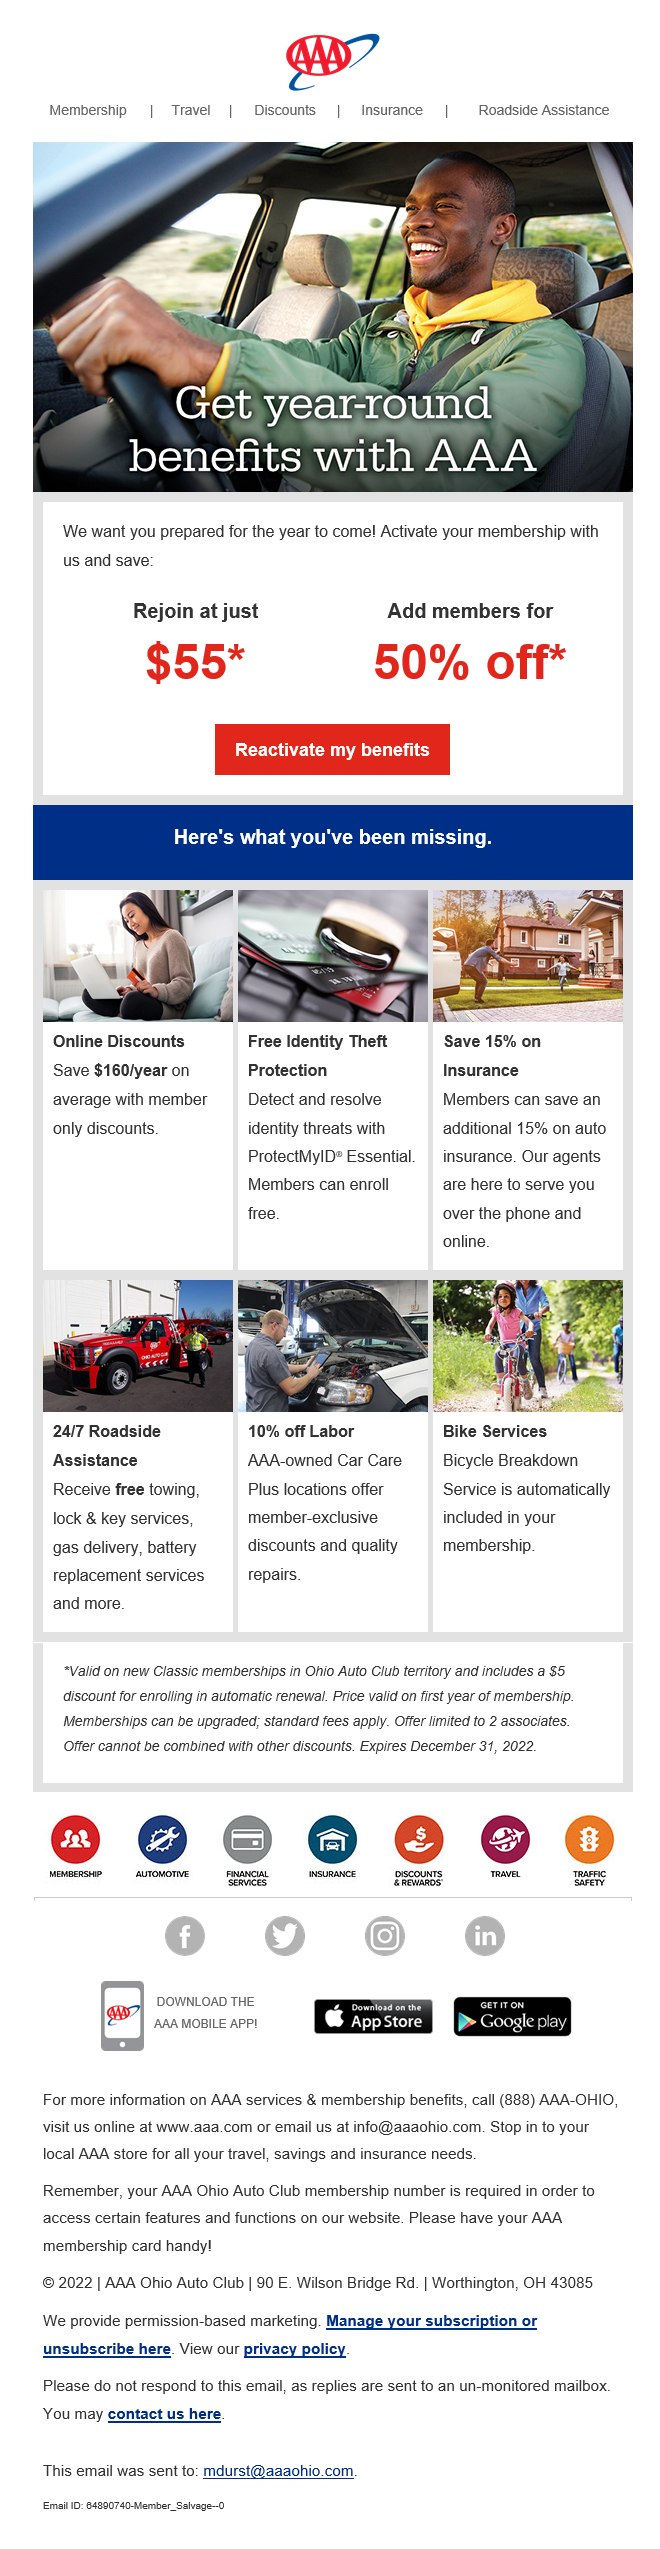 AAA
Membership | Travel | Discounts | Insurance | Roadside Assistance
Get year-round
benefits with AAA
We want you prepared for the year to come! Activate your membership with
us and save:
Rejoin at just
$55*
Add members for
50% off*
Reactivate my benefits
Here's what you've been missing.
Online Discounts
Save $160/year on
average with member
only discounts.
Free Identity Theft
Protection
Detect and resolve
identity threats with
ProtectMyID® Essential.
Members can enroll
free.
Save 15% on
Insurance
Members can save an
additional 15% on auto
insurance. Our agents
are here to serve you
over the phone and
online.
24/7 Roadside
Assistance
Receive free towing,
lock & key services,
gas delivery, battery
replacement services
and more.
10% off Labor
AAA-owned Car Care
Plus locations offer
member-exclusive
discounts and quality
repairs.
Bike Services
Bicycle Breakdown
Service is automatically
included in your
membership.
*Valid on new Classic memberships in Ohio Auto Club territory and includes a $5
discount for enrolling in automatic renewal. Price valid on first year of membership.
Memberships can be upgraded; standard fees apply. Offer limited to 2 associates.
Offer cannot be combined with other discounts. Expires December 31, 2022.
MEMBERSHIP
AUTOMOTIVE
FINANCIAL
SERVICES
INSURANCE
DISCOUNTS
& REWARDS
TRAVEL
TRAFFIC
SAFETY
AAA
DOWNLOAD THE
AAA MOBILE APP!
Download on the
App Store
GET IT ON
Google play
For more information on AAA services & membership benefits, call (888) AAA-OHIO,
visit us online at www.aaa.com or email us at info@aaaohio.com. Stop in to your
local AAA store for all your travel, savings and insurance needs.
Remember, your AAA Ohio Auto Club membership number is required in order to
access certain features and functions on our website. Please have your AAA
membership card handy!
© 2022 | AAA Ohio Auto Club | 90 E. Wilson Bridge Rd. | Worthington, OH 43085
We provide permission-based marketing. Manage your subscription or
unsubscribe here. View our privacy policy.
Please do not respond to this email, as replies are sent to an un-monitored mailbox.
You may contact us here.
This email was sent to: mdurst@aaaohio.com.
Email ID: 64890740-Member_Salvage--0